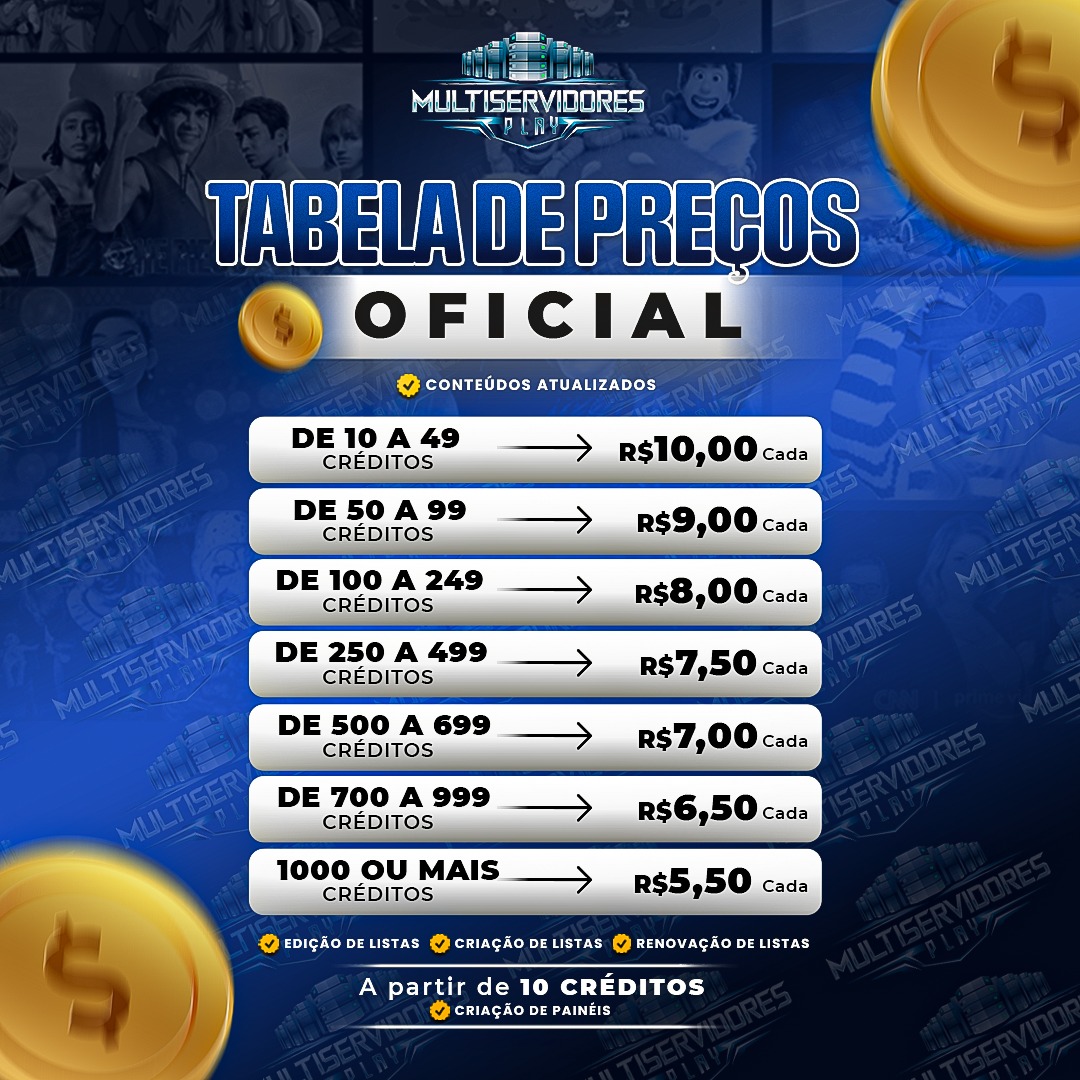 MULTISERVIDORES
PLAY
TABELA DE PREÇOS
OFICIAL
CONTEÚDOS ATUALIZADOS
DE 10 A 49
CRÉDITOS
R$10,00 Cada
DE 50 A 99
CRÉDITOS
R$9,00 Cada
DE 100 A 249
CRÉDITOS
R$8,00 Cada
DE 250 A 499
CRÉDITOS
R$7,50 Cada
DE 500 A 699
CRÉDITOS
R$7,00 Cada
DE 700 A 999
CRÉDITOS
R$6,50 Cada
1000 OU MAIS
CRÉDITOS
R$5,50 Cada
EDIÇÃO DE LISTAS CRIAÇÃO DE LISTAS RENOVAÇÃO DE LISTAS
A partir de 10 CRÉDITOS
CRIAÇÃO DE PAINÉIS